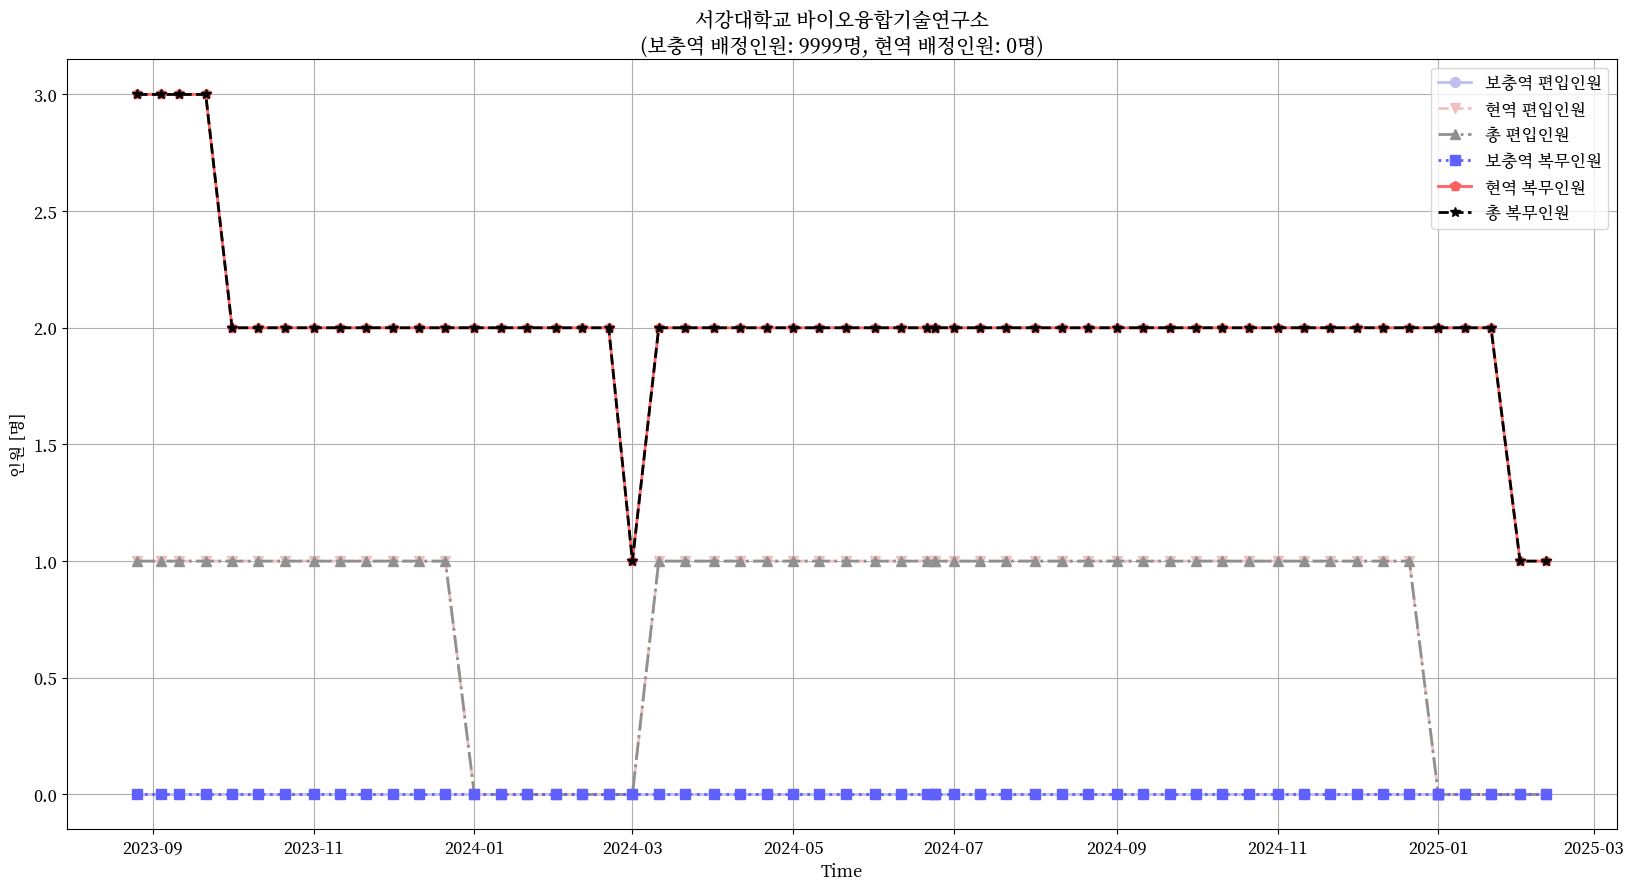 서강대학교 바이오융합기술연구소
(보충역 배정인원: 9999명, 현역 배정인원: 0명)
보충역 편입인원
현역 편입인원
총 편입인원
보충역 복무인원
현역 복무인원
총 복무인원
인원 [명]
3.0
2.5
2.0
1.5
1.0
0.5
0.0
2023-09 2023-11 2024-01 2024-03 2024-05 2024-07 2024-09 2024-11 2025-01 2025-03
Time